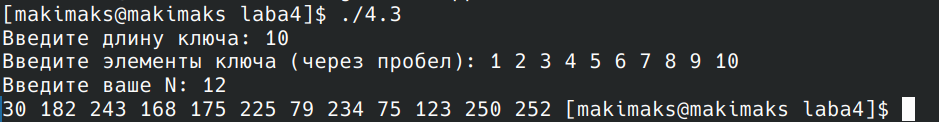 [makimaks@makimaks laba4]$ ./4.3
Введите длину ключа: 10
Введите элементы ключа (через пробел): 1 2 3 4 5 6 7 8 9 10
Введите ваше N: 12
30 182 243 168 175 225 79 234 75 123 250 252 [makimaks@makimaks laba4]$